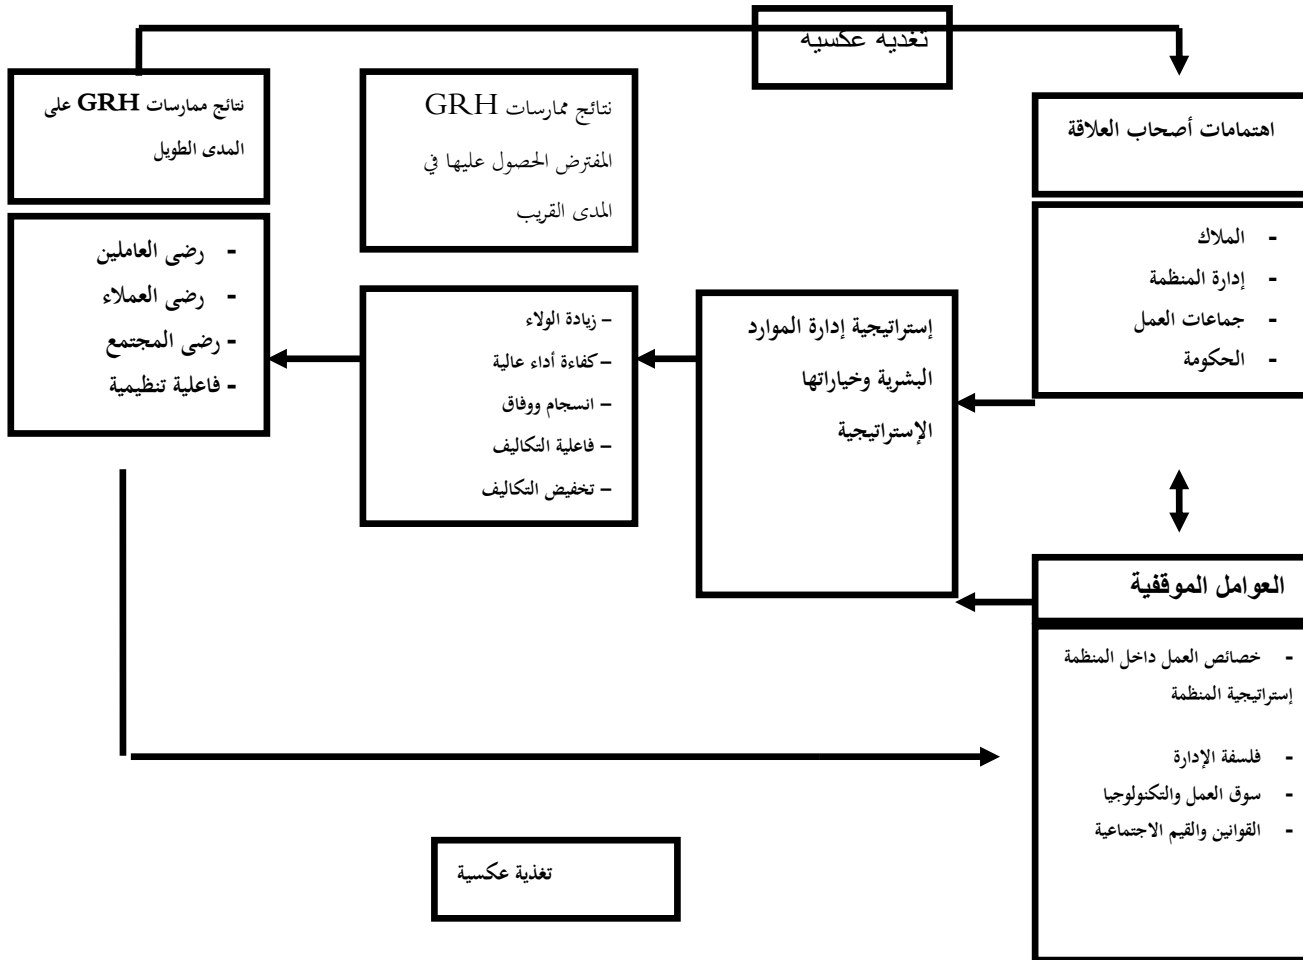 تغذية عكسية
اهتمامات أصحاب العلاقة
- الملاك
- إدارة المنظمة
- جماعات العمل
- الحكومة
العوامل الموقفية
- خصائص العمل داخل المنظمة
إستراتيجية المنظمة
- فلسفة الإدارة
- سوق العمل والتكنولوجيا
- القوانين والقيم الاجتماعية
إستراتيجية إدارة الموارد
البشرية وخياراتها
الإستراتيجية
نتائج ممارسات GRH
المفترض الحصول عليها في
المدى القريب
– زيادة الولاء
– كفاءة أداء عالية
– انسجام ووفاق
– فاعلية التكاليف
– تخفيض التكاليف
نتائج ممارسات GRH على
المدى الطويل
- رضى العاملين
- رضى العملاء
- رضى المجتمع
- فاعلية تنظيمية
تغذية عكسية